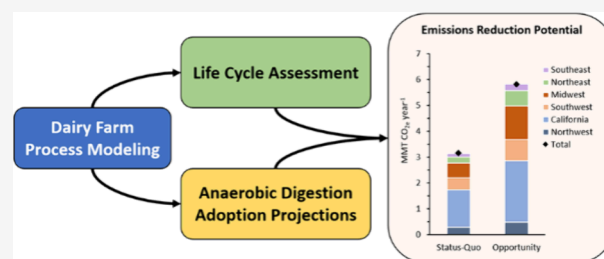 Dairy Farm
Process Modeling
Life Cycle Assessment
Anaerobic Digestion
Adoption Projections
Emissions Reduction Potential
MMT CO2e year-1
7
6
5
4
3
2
1
0
Status-Quo
Opportunity
Southeast
Northeast
Midwest
Southwest
California
Northwest
Total